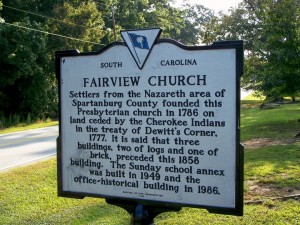 SOUTH CAROLINA
FAIRVIEW CHURCH
Settlers from the Nazareth area of
Spartanburg County founded this
Presbyterian church in 1786 on
land ceded by the Cherokee Indians
in the treaty of Dewitt's Corner,
1777. It is said that three
buildings, two of logs and one of
brick, preceded this 1858
building. The Sunday school annex
was built in 1949 and the
office-historical building in 1986.